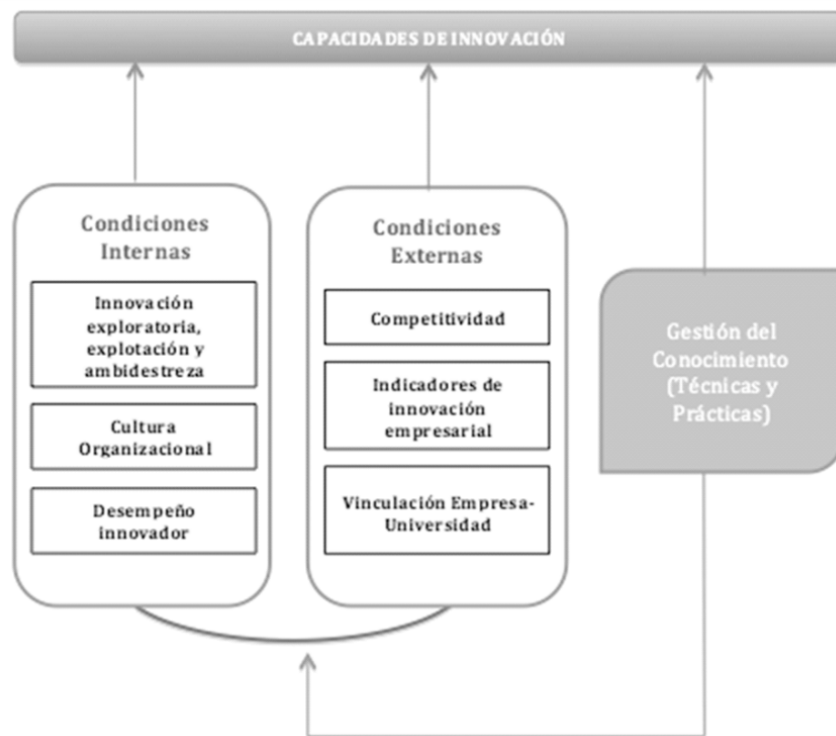 CAPACIDADES DE INNOVACIÓN
Condiciones
Internas
Innovación
exploratoria,
explotación y
ambidestreza
Cultura
Organizacional
Desempeño
innovador
Condiciones
Externas
Competitividad
Indicadores de
innovación
empresarial
Vinculación Empresa-
Universidad
Gestión del
Conocimiento
(Técnicas y
Prácticas)